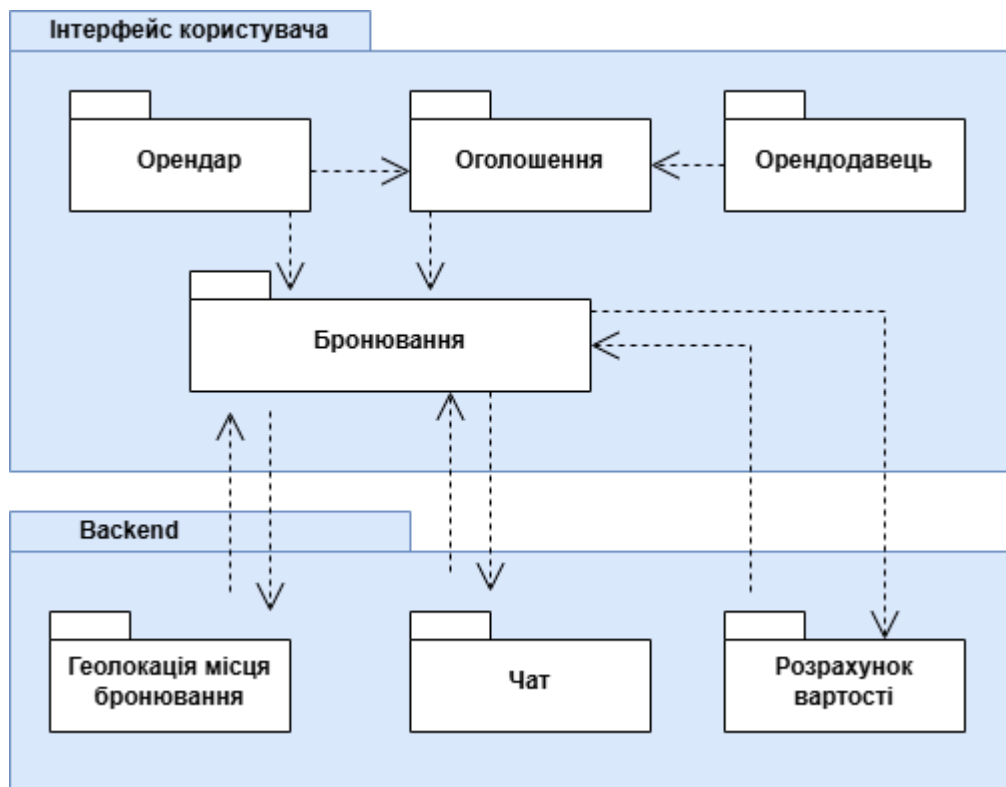 Інтерфейс користувача
Орендар
Оголошення
Орендодавець
Бронювання
Backend
Геолокація місця
бронювання
Чат
Розрахунок
вартості